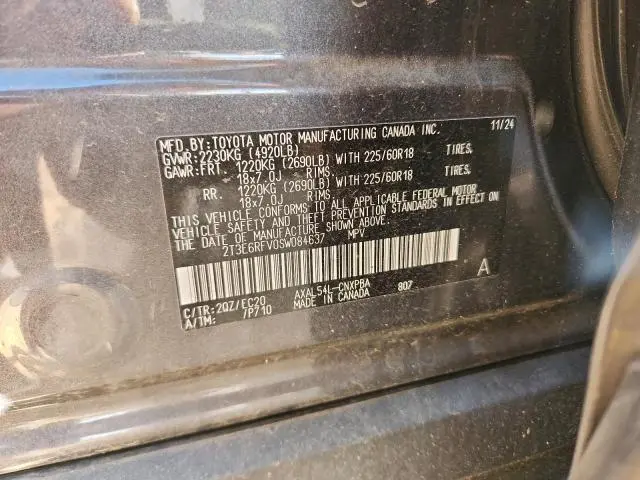 MFD.BY:TOYOTA MOTOR MANUFACTURING CANADA INC. 11/24
GVWR:2230KG (4920LB)
GAWR:FRT. 1220KG (2690LB) WITH 225/60R18 TIRES,
18x7.0J RIMS.
RR. 1220KG (2690LB) WITH 225/60R18 TIRES,
18x7.0J RIMS.
THIS VEHICLE CONFORMS TO ALL APPLICABLE FEDERAL MOTOR
VEHICLE SAFETY AND THEFT PREVENTION STANDARDS IN EFFECT
ON THE DATE OF MANUFACTURE SHOWN ABOVE.
2T3E6RFV0SW084637 MPV
A
C/TR:2QZ/EC20 AXAL54L-CNXPBA 807
A/TM: /P710 MADE IN CANADA